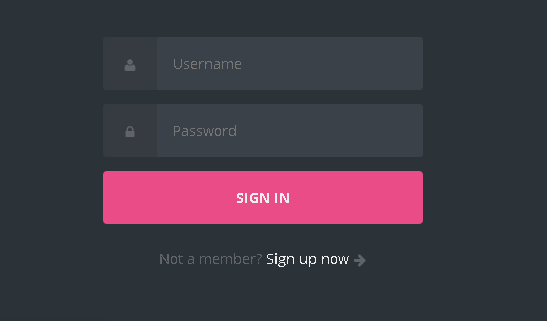 Username
Password
SIGN IN
Not a member? Sign up now